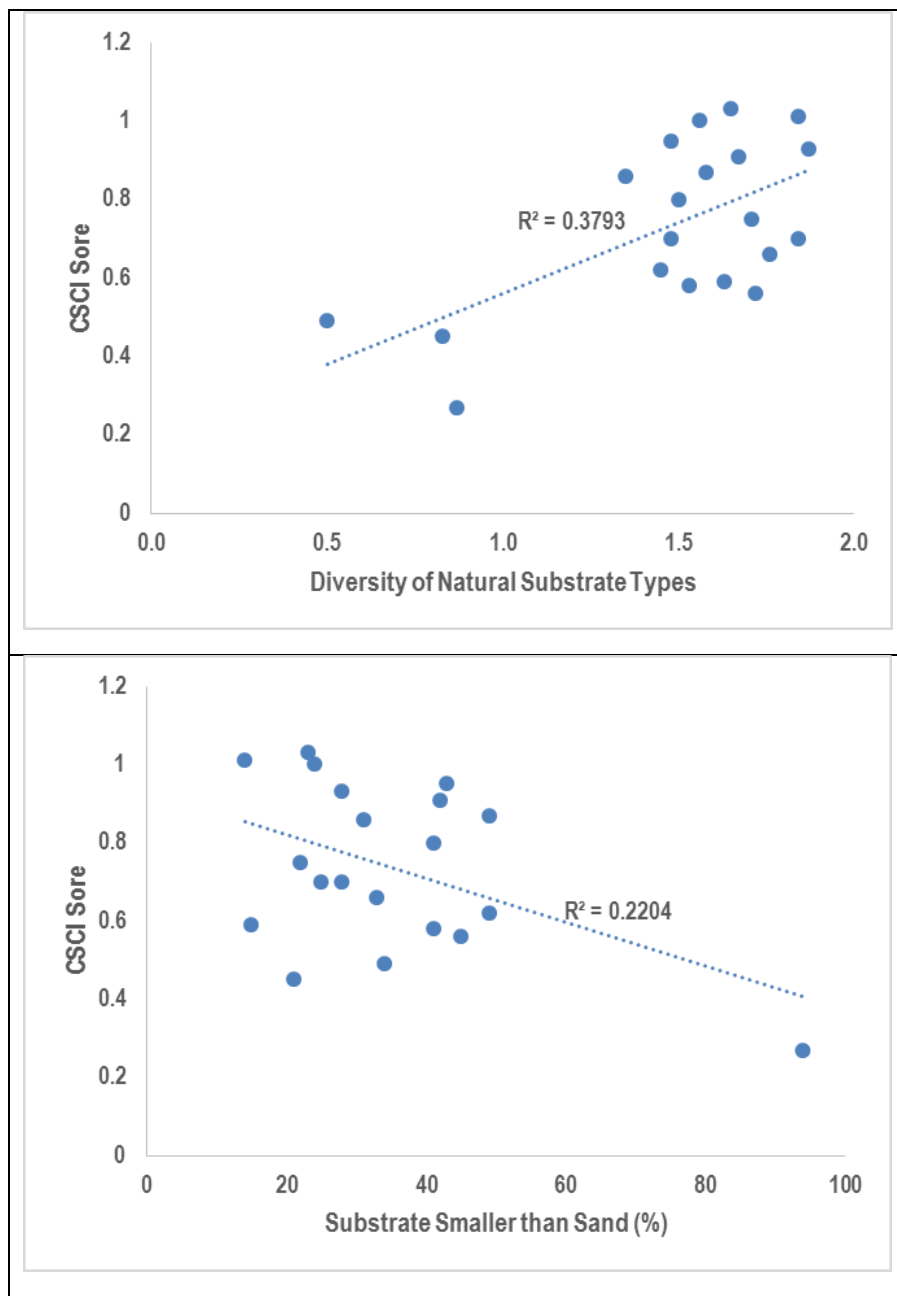 1.2
1
0.8
0.6
0.4
0.2
0
CSCI Sore
R² = 0.3793
0.0 0.5 1.0 1.5 2.0
Diversity of Natural Substrate Types
1.2
1
0.8
0.6
0.4
0.2
0
CSCI Sore
R² = 0.2204
0 20 40 60 80 100
Substrate Smaller than Sand (%)